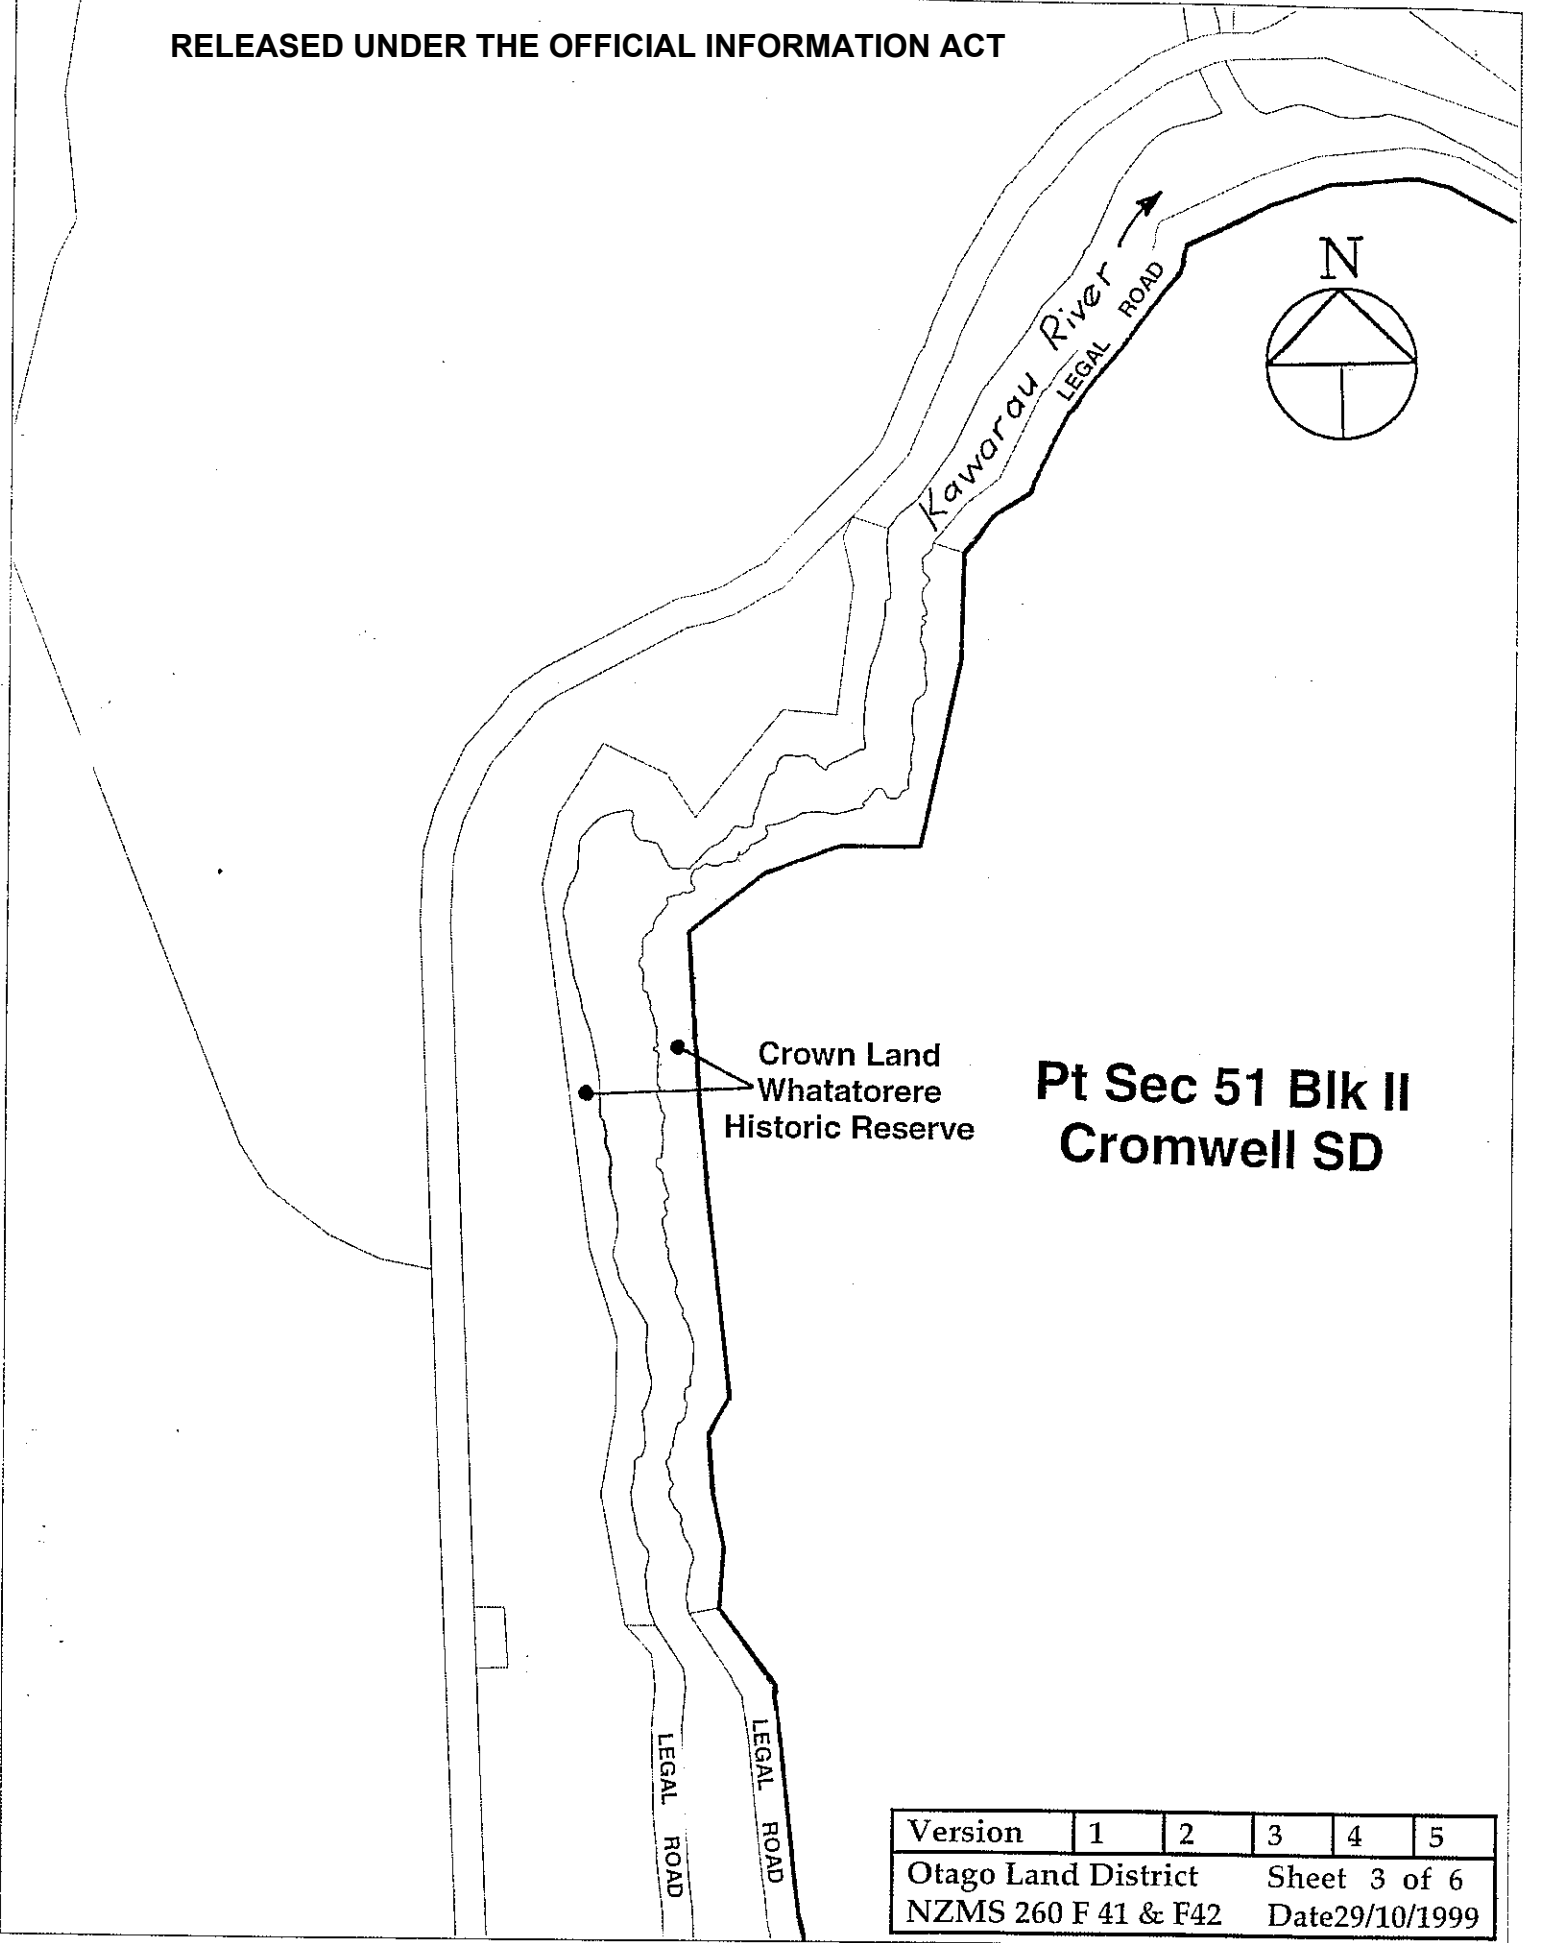 RELEASED UNDER THE OFFICIAL INFORMATION ACT
N
Kawarau River
LEGAL ROAD
Crown Land
Whatatorere
Historic Reserve
Pt Sec 51 Blk II
Cromwell SD
LEGAL ROAD
LEGAL ROAD
Version 1 2 3 4 5
Otago Land District Sheet 3 of 6
NZMS 260 F 41 & F42 Date29/10/1999